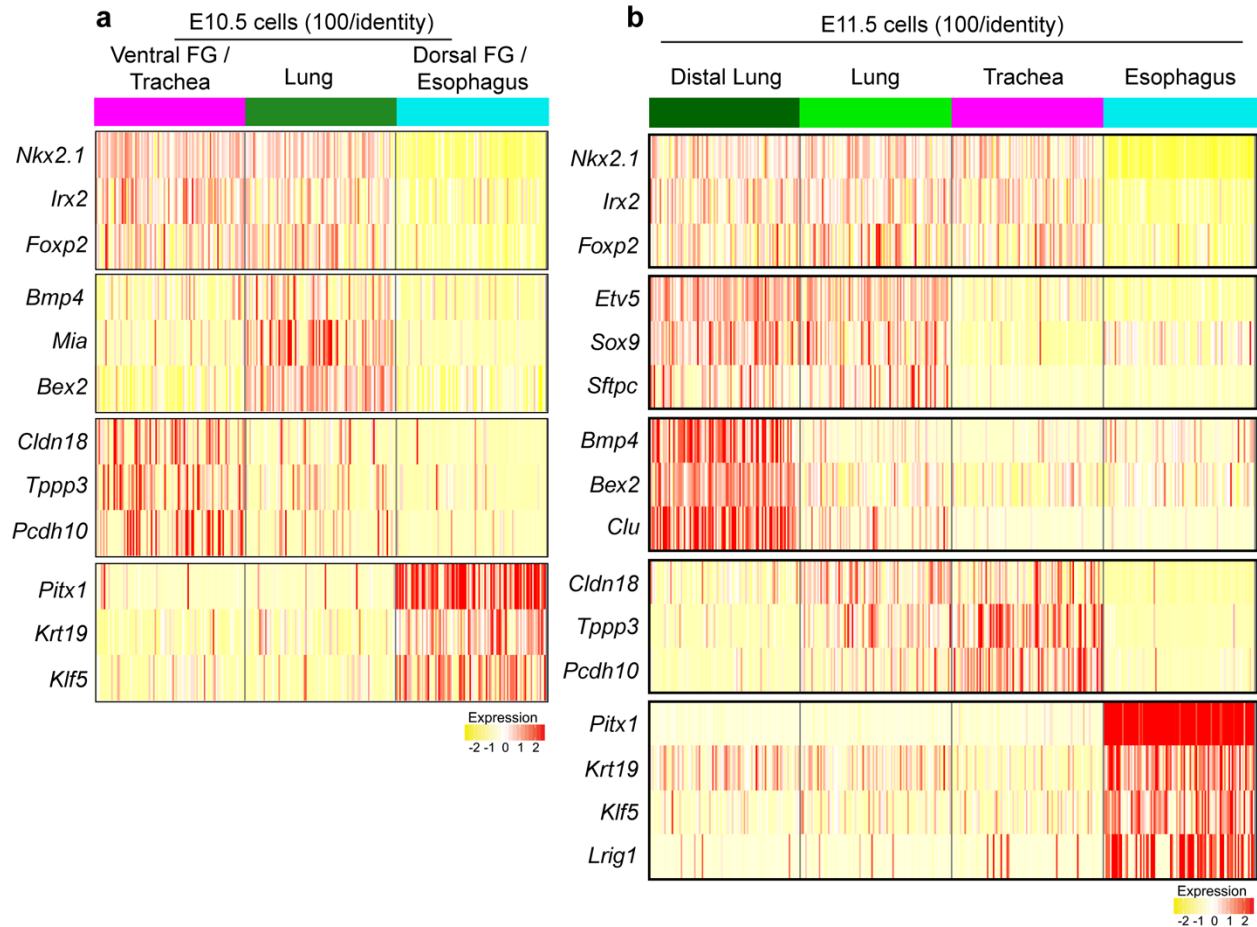 a
E10.5 cells (100/identity)
Ventral FG /
Trachea
Lung
Dorsal FG /
Esophagus
Nkx2.1
Irx2
Foxp2
Bmp4
Mia
Bex2
Cldn18
Tppp3
Pcdh10
Pitx1
Krt19
Klf5
Expression
-2 -1 0 1 2
b
E11.5 cells (100/identity)
Distal Lung
Lung
Trachea
Esophagus
Nkx2.1
Irx2
Foxp2
Etv5
Sox9
Sftpc
Bmp4
Bex2
Clu
Cldn18
Tppp3
Pcdh10
Pitx1
Krt19
Klf5
Lrig1
Expression
-2 -1 0 1 2